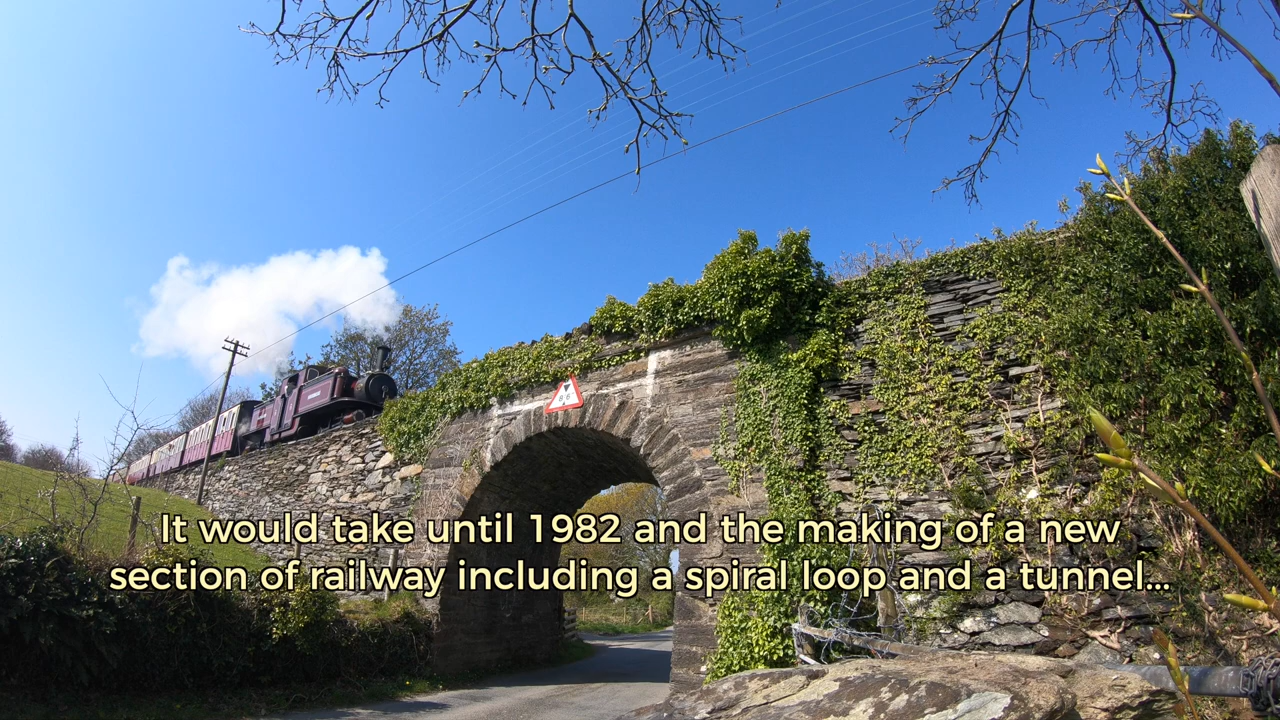 It would take until 1982 and the making of a new
section of railway including a spiral loop and a tunnel...